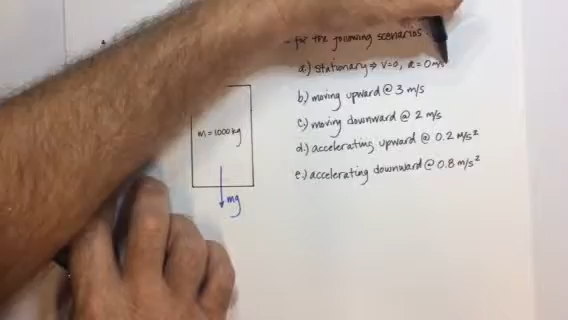 - for the following scenarios:
a.) stationary ⇒ v=0, a=0 m/s
b.) moving upward @ 3 m/s
c.) moving downward @ 2 m/s
d.) accelerating upward @ 0.2 m/s²
e.) accelerating downward @ 0.8 m/s²
m=1000kg
mg